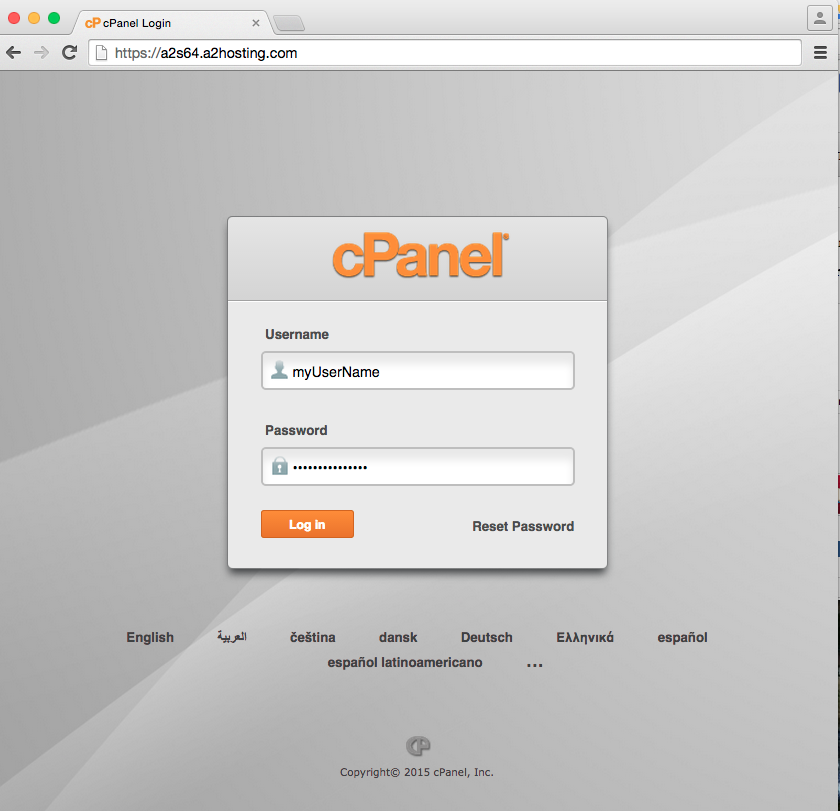 cP cPanel Login
https://a2s64.a2hosting.com
cPanel®
Username
myUserName
Password
•••••••••••••••
Log in
Reset Password
English العربية čeština dansk Deutsch Ελληνικά español
español latinoamericano ...
cP
Copyright© 2015 cPanel, Inc.